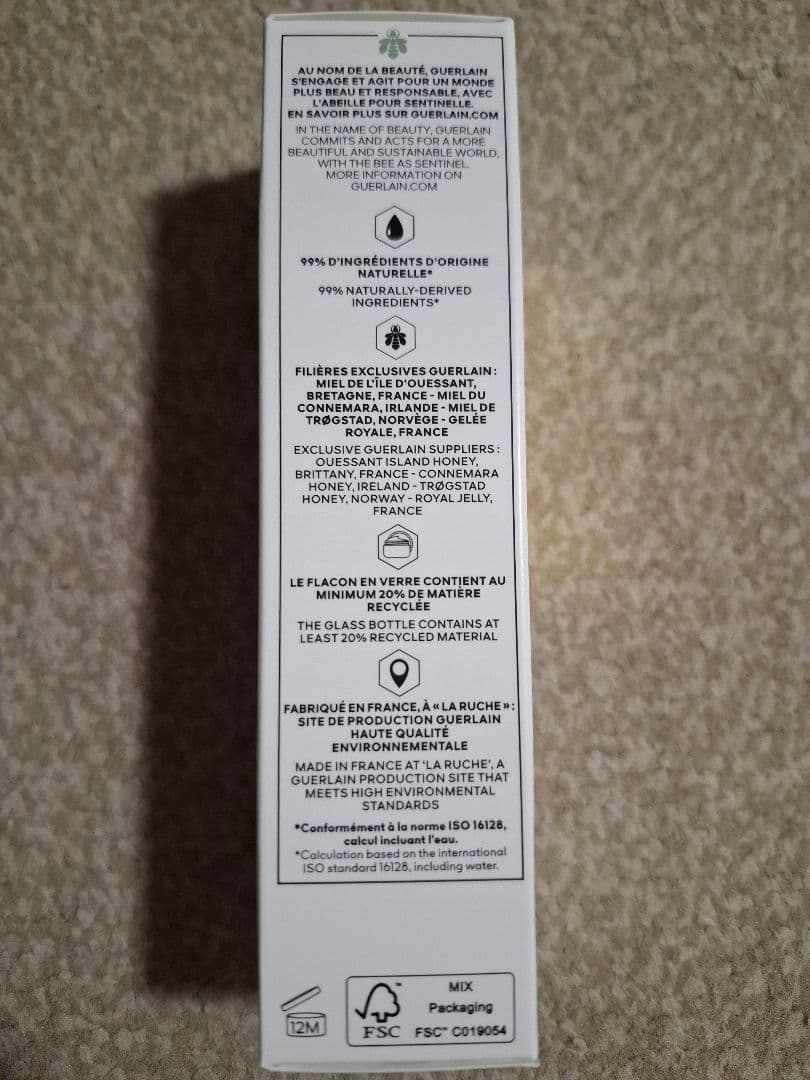 AU NOM DE LA BEAUTÉ, GUERLAIN
S'ENGAGE ET AGIT POUR UN MONDE
PLUS BEAU ET RESPONSABLE, AVEC
L'ABEILLE POUR SENTINELLE.
EN SAVOIR PLUS SUR GUERLAIN.COM
IN THE NAME OF BEAUTY, GUERLAIN
COMMITS AND ACTS FOR A MORE
BEAUTIFUL AND SUSTAINABLE WORLD,
WITH THE BEE AS SENTINEL.
MORE INFORMATION ON
GUERLAIN.COM
99% D'INGRÉDIENTS D'ORIGINE
NATURELLE*
99% NATURALLY-DERIVED
INGREDIENTS*
FILIÈRES EXCLUSIVES GUERLAIN :
MIEL DE L'ÎLE D'OUESSANT,
BRETAGNE, FRANCE - MIEL DU
CONNEMARA, IRLANDE - MIEL DE
TRØGSTAD, NORVÈGE - GELÉE
ROYALE, FRANCE
EXCLUSIVE GUERLAIN SUPPLIERS :
OUESSANT ISLAND HONEY,
BRITTANY, FRANCE - CONNEMARA
HONEY, IRELAND - TRØGSTAD
HONEY, NORWAY - ROYAL JELLY,
FRANCE
LE FLACON EN VERRE CONTIENT AU
MINIMUM 20% DE MATIÈRE
RECYCLÉE
THE GLASS BOTTLE CONTAINS AT
LEAST 20% RECYCLED MATERIAL
FABRIQUÉ EN FRANCE, À « LA RUCHE » :
SITE DE PRODUCTION GUERLAIN
HAUTE QUALITÉ
ENVIRONNEMENTALE
MADE IN FRANCE AT 'LA RUCHE', A
GUERLAIN PRODUCTION SITE THAT
MEETS HIGH ENVIRONMENTAL
STANDARDS
*Conformément à la norme ISO 16128,
calcul incluant l'eau.
*Calculation based on the international
ISO standard 16128, including water.
12M
FSC
MIX
Packaging
FSC™ C019054